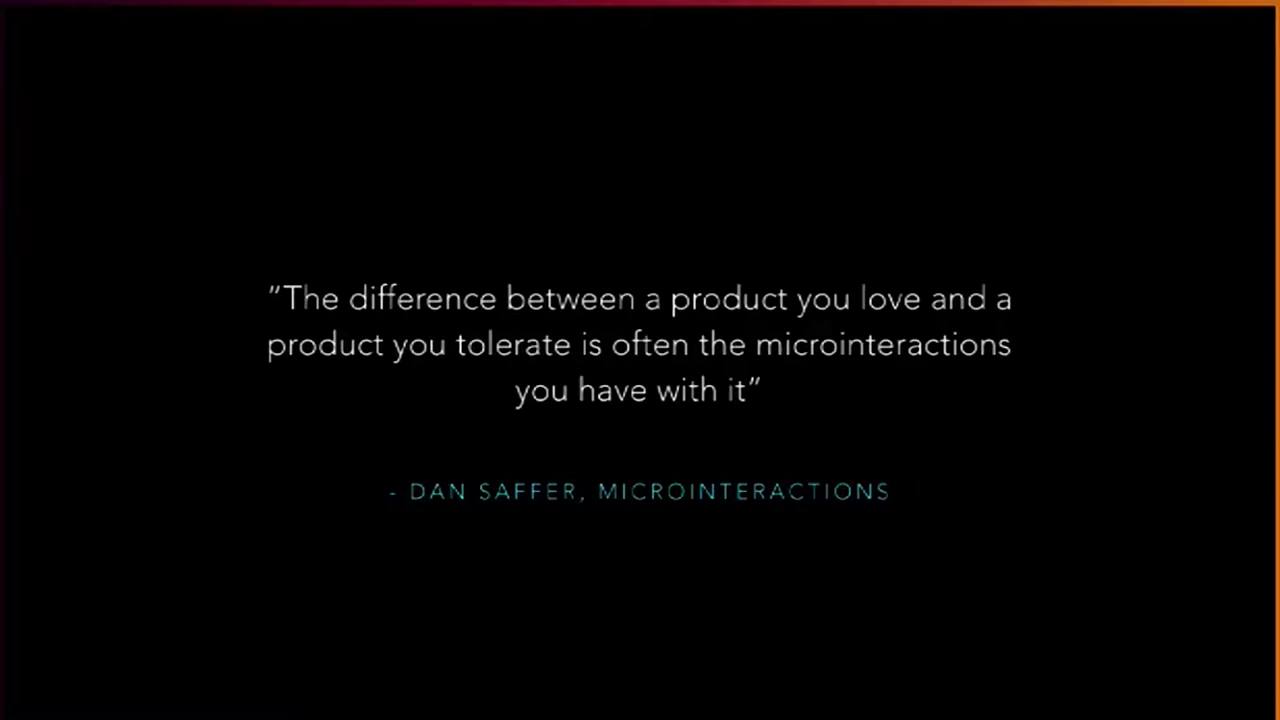 ”The difference between a product you love and a
product you tolerate is often the microinteractions
you have with it”
- DAN SAFFER, MICROINTERACTIONS